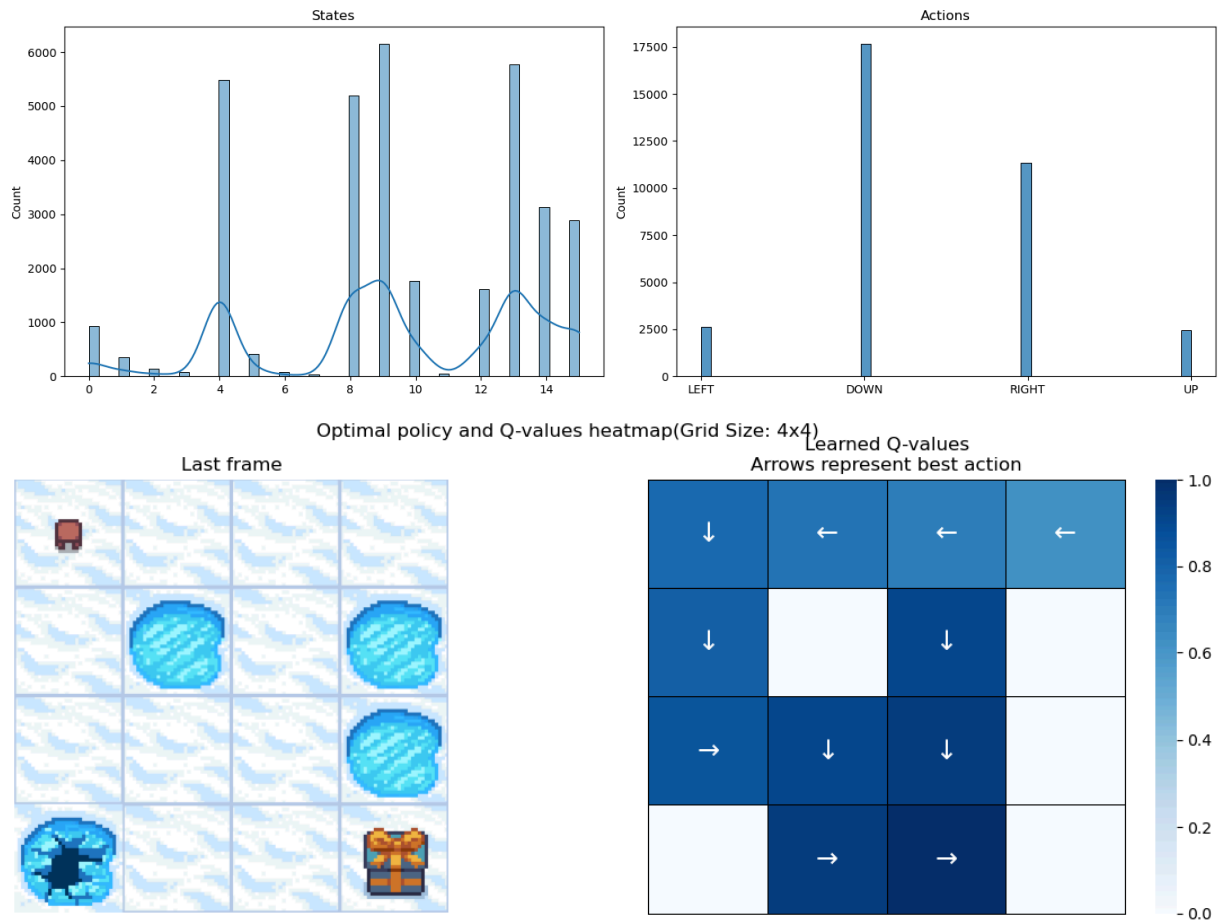 States
Count
6000
5000
4000
3000
2000
1000
0
0 2 4 6 8 10 12 14
Actions
Count
17500
15000
12500
10000
7500
5000
2500
0
LEFT DOWN RIGHT UP
Optimal policy and Q-values heatmap(Grid Size: 4x4)
Last frame
Learned Q-values
Arrows represent best action
↓ ← ← ←
↓ ↓
→ ↓ ↓
→ →
1.0
0.8
0.6
0.4
0.2
0.0